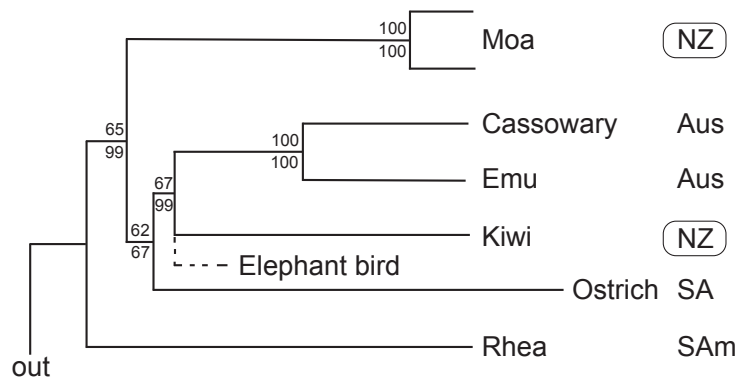 100
100
Moa NZ
65
99
100
100
Cassowary Aus
Emu Aus
67
99
62
67
Kiwi NZ
Elephant bird
Ostrich SA
Rhea SAm
out